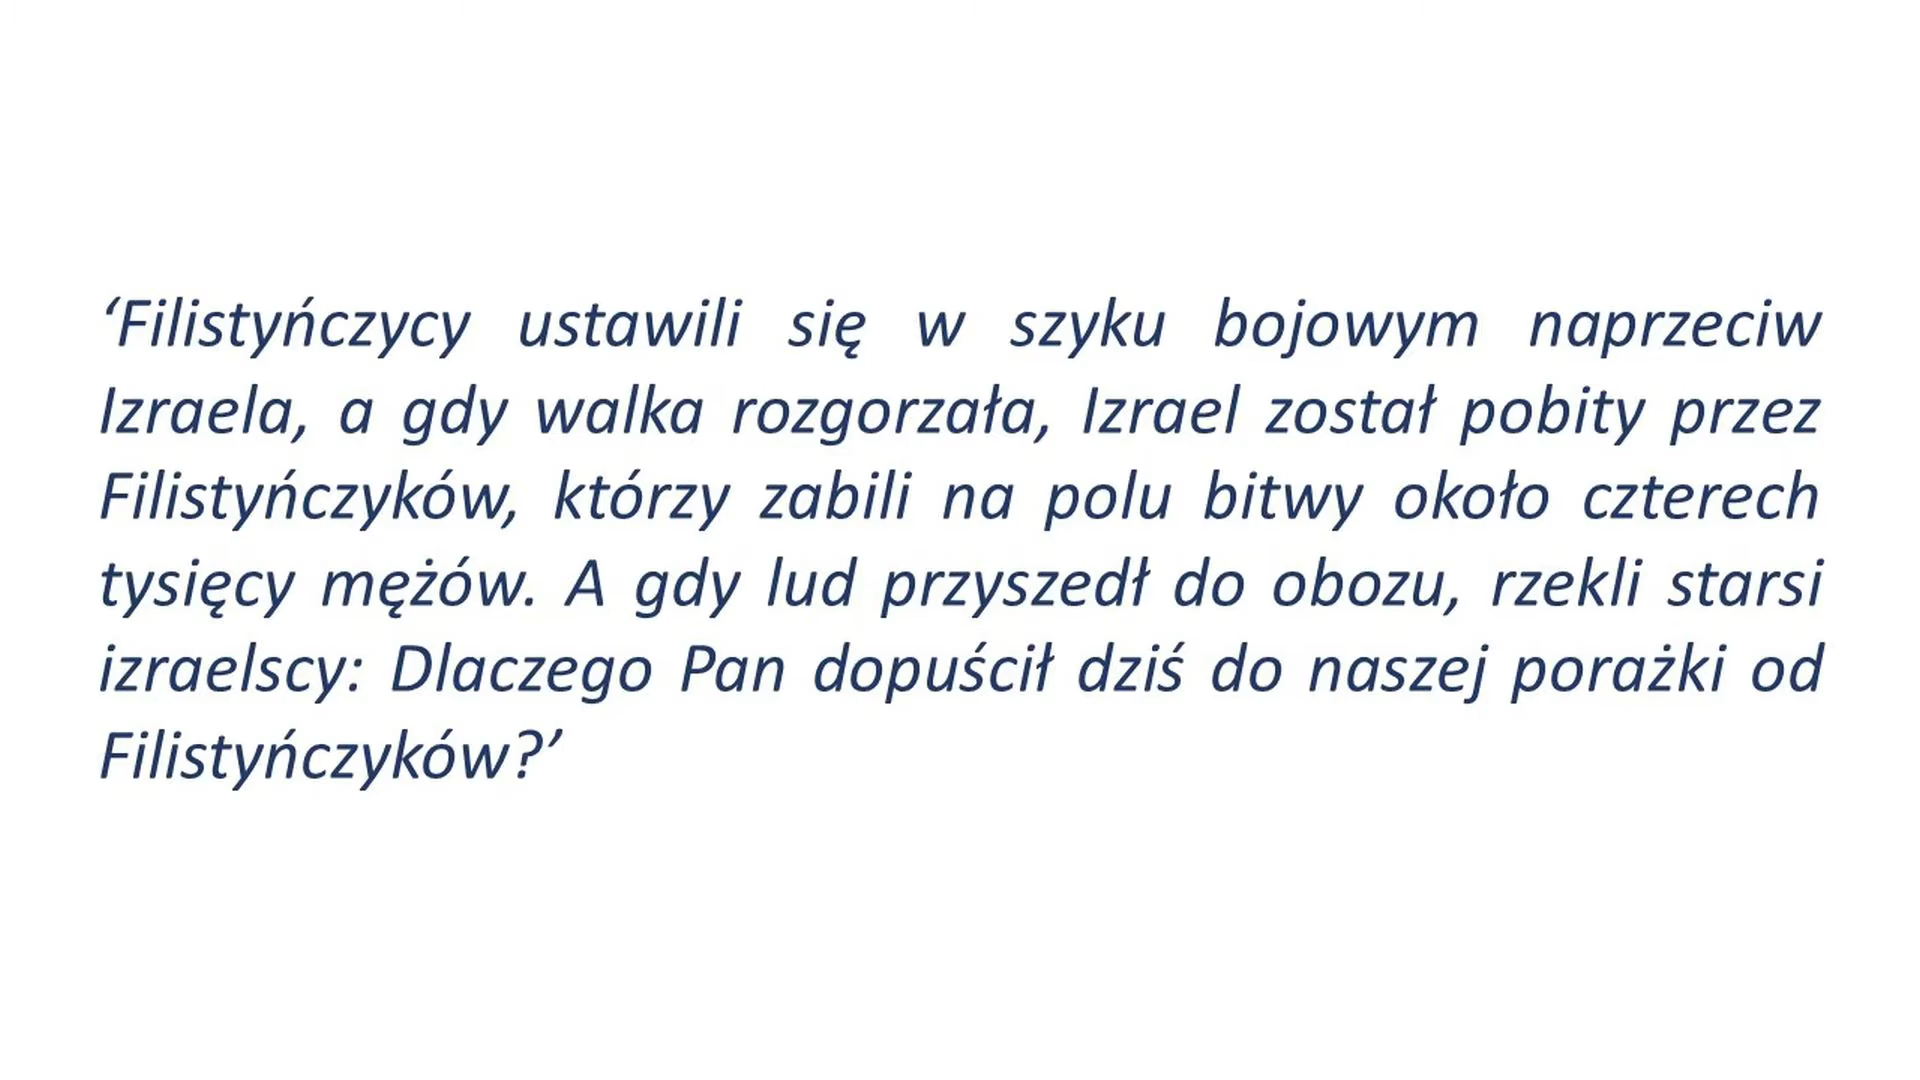 ‘Filistyńczycy ustawili się w szyku bojowym naprzeciw
Izraela, a gdy walka rozgorzała, Izrael został pobity przez
Filistyńczyków, którzy zabili na polu bitwy około czterech
tysięcy mężów. A gdy lud przyszedł do obozu, rzekli starsi
izraelscy: Dlaczego Pan dopuścił dziś do naszej porażki od
Filistyńczyków?’